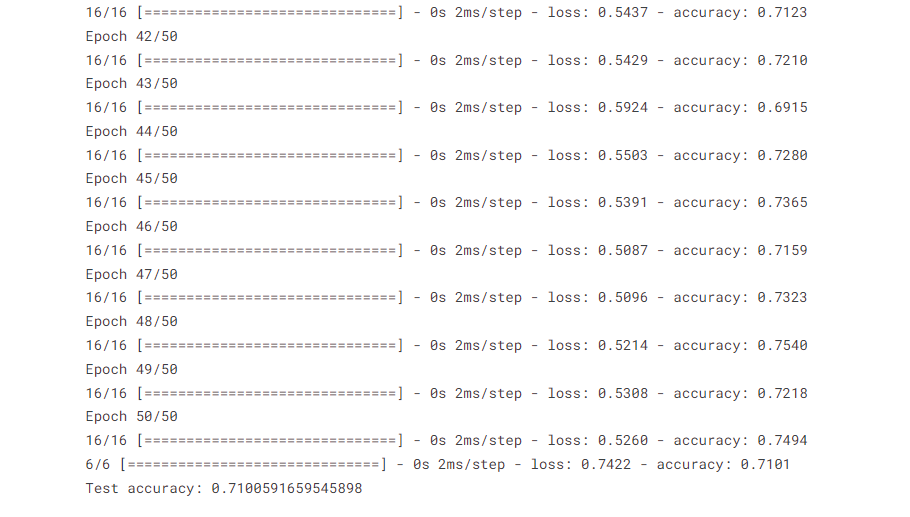 16/16 [==============================] - 0s 2ms/step - loss: 0.5437 - accuracy: 0.7123
Epoch 42/50
16/16 [==============================] - 0s 2ms/step - loss: 0.5429 - accuracy: 0.7210
Epoch 43/50
16/16 [==============================] - 0s 2ms/step - loss: 0.5924 - accuracy: 0.6915
Epoch 44/50
16/16 [==============================] - 0s 2ms/step - loss: 0.5503 - accuracy: 0.7280
Epoch 45/50
16/16 [==============================] - 0s 2ms/step - loss: 0.5391 - accuracy: 0.7365
Epoch 46/50
16/16 [==============================] - 0s 2ms/step - loss: 0.5087 - accuracy: 0.7159
Epoch 47/50
16/16 [==============================] - 0s 2ms/step - loss: 0.5096 - accuracy: 0.7323
Epoch 48/50
16/16 [==============================] - 0s 2ms/step - loss: 0.5214 - accuracy: 0.7540
Epoch 49/50
16/16 [==============================] - 0s 2ms/step - loss: 0.5308 - accuracy: 0.7218
Epoch 50/50
16/16 [==============================] - 0s 2ms/step - loss: 0.5260 - accuracy: 0.7494
6/6 [==============================] - 0s 2ms/step - loss: 0.7422 - accuracy: 0.7101
Test accuracy: 0.7100591659545898